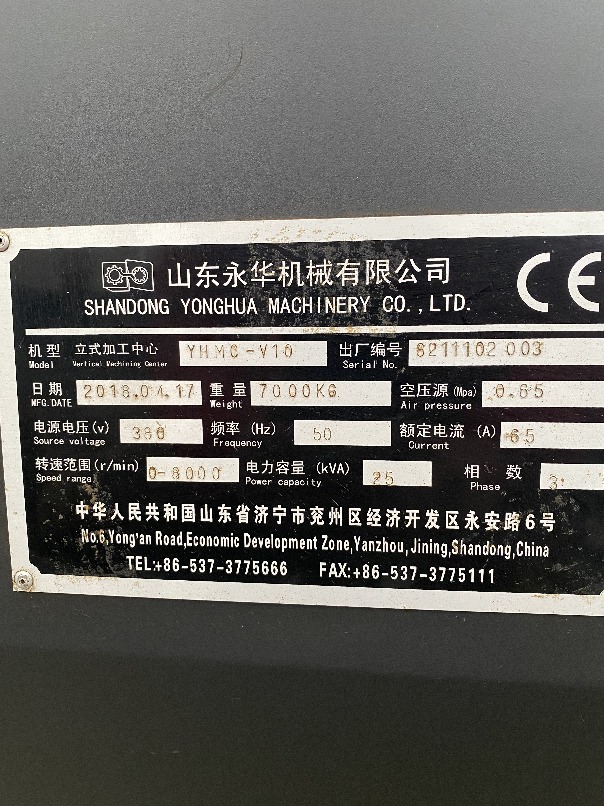 山东永华机械有限公司
SHANDONG YONGHUA MACHINERY CO.,LTD.
CE
机型 立式加工中心 YHMC-V10 出厂编号 8211102 003
Model Vertical Machining Center Serial No.
日期 2018.04.17 重量 7000KG 空压源 (Mpa) 0.65
MFG.DATE Weight Air pressure
电源电压(v) 380 频率 (Hz) 50 额定电流 (A) 65
Source voltage Frequency Current
转速范围(r/min) 0-8000 电力容量 (kVA) 25 相数 3
Speed range Power capacity Phase
中华人民共和国山东省济宁市兖州区经济开发区永安路6号
No.6,Yong'an Road,Economic Development Zone,Yanzhou,Jining,Shandong,China
TEL:+86-537-3775666 FAX:+86-537-3775111